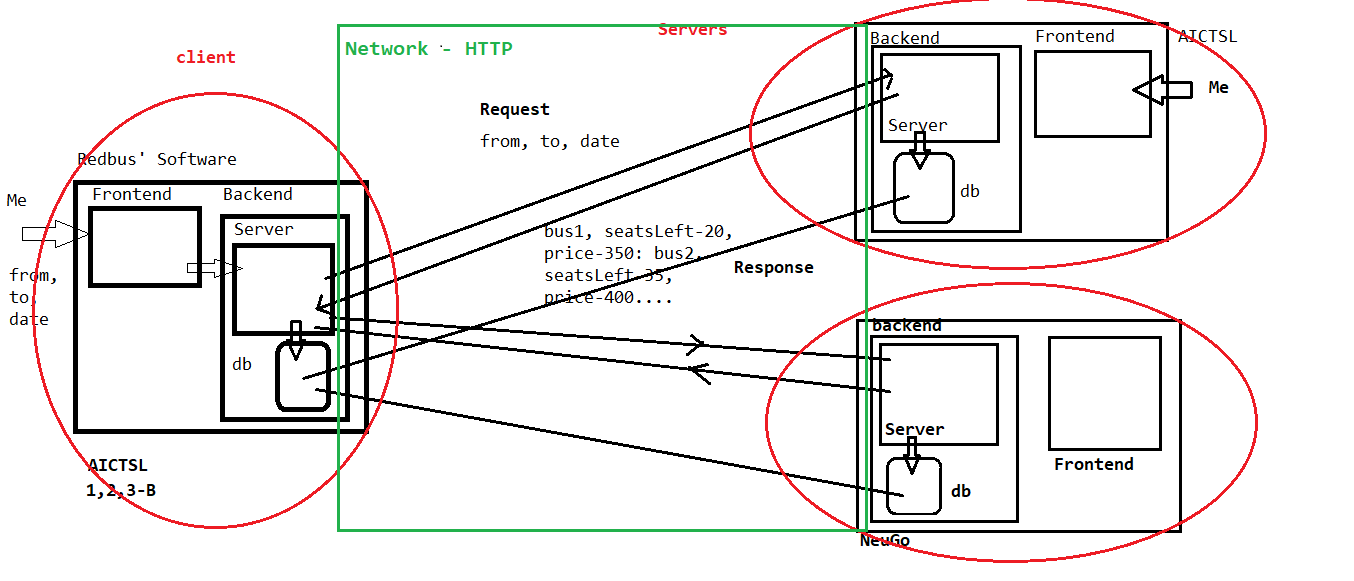 client
Network - HTTP
Servers
Request
from, to, date
Redbus' Software
Me
Frontend
Backend
Server
from,
to,
date
db
AICTSL
1,2,3-B
bus1, seatsLeft-20,
price-350: bus2,
seatsLeft-35,
price-400....
Response
Backend
Frontend
AICTSL
Me
Server
db
backend
Server
db
Frontend
NeuGo